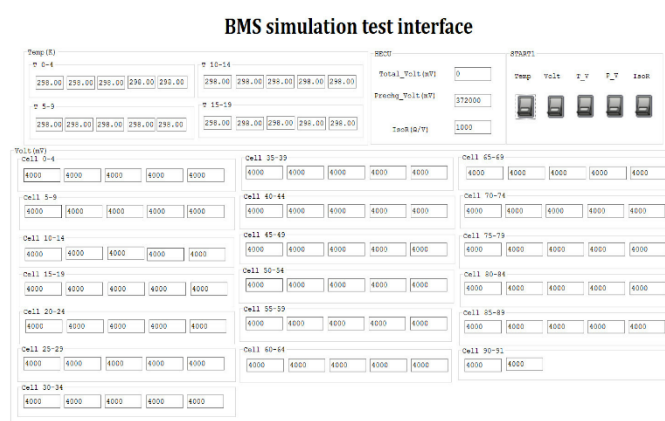 BMS simulation test interface
Temp(K)
T 0-4
298.00 298.00 298.00 298.00 298.00
T 5-9
298.00 298.00 298.00 298.00 298.00
T 10-14
298.00 298.00 298.00 298.00 298.00
T 15-19
298.00 298.00 298.00 298.00 298.00
HECU
Total_Volt(mV) 0
Prechg_Volt(mV) 372000
IsoR(Ω/V) 1000
START1
Temp Volt T_V P_V IsoR
Volt(mV)
Cell 0-4
4000 4000 4000 4000 4000
Cell 5-9
4000 4000 4000 4000 4000
Cell 10-14
4000 4000 4000 4000 4000
Cell 15-19
4000 4000 4000 4000 4000
Cell 20-24
4000 4000 4000 4000 4000
Cell 25-29
4000 4000 4000 4000 4000
Cell 30-34
4000 4000 4000 4000 4000
Cell 35-39
4000 4000 4000 4000 4000
Cell 40-44
4000 4000 4000 4000 4000
Cell 45-49
4000 4000 4000 4000 4000
Cell 50-54
4000 4000 4000 4000 4000
Cell 55-59
4000 4000 4000 4000 4000
Cell 60-64
4000 4000 4000 4000 4000
Cell 65-69
4000 4000 4000 4000 4000
Cell 70-74
4000 4000 4000 4000 4000
Cell 75-79
4000 4000 4000 4000 4000
Cell 80-84
4000 4000 4000 4000 4000
Cell 85-89
4000 4000 4000 4000 4000
Cell 90-91
4000 4000